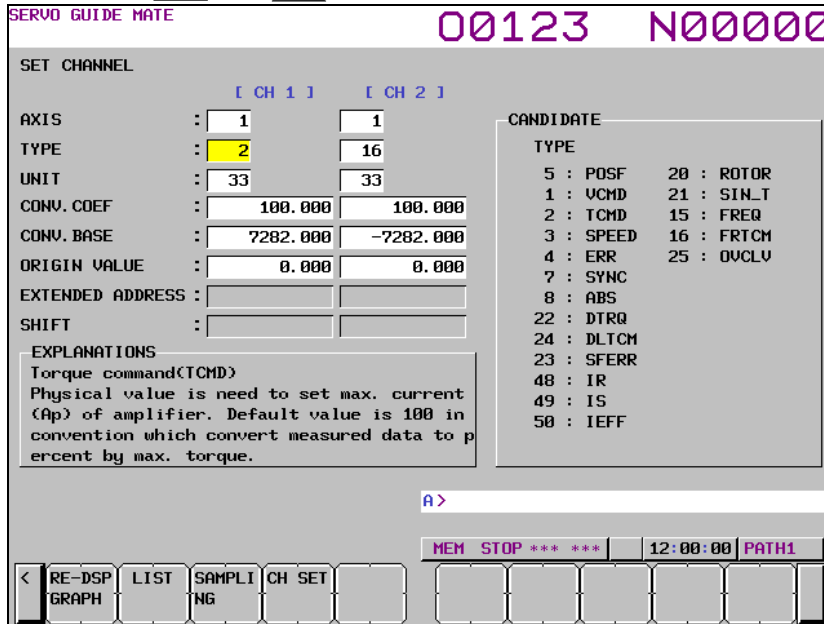 SERVO GUIDE MATE
O0123 N00000
SET CHANNEL
[ CH 1 ] [ CH 2 ]
AXIS : 1 1
TYPE : 2 16
UNIT : 33 33
CONV.COEF : 100.000 100.000
CONV.BASE : 7282.000 -7282.000
ORIGIN VALUE : 0.000 0.000
EXTENDED ADDRESS :
SHIFT :
EXPLANATIONS
Torque command(TCMD)
Physical value is need to set max. current
(Ap) of amplifier. Default value is 100 in
convention which convert measured data to p
ercent by max. torque.
CANDIDATE
TYPE
5 : POSF 20 : ROTOR
1 : VCMD 21 : SIN_T
2 : TCMD 15 : FREQ
3 : SPEED 16 : FRTCM
4 : ERR 25 : OVCLV
7 : SYNC
8 : ABS
22 : DTRQ
24 : DLTCM
23 : SFERR
48 : IR
49 : IS
50 : IEFF
A>
MEM STOP *** *** 12:00:00 PATH1
< RE-DSP LIST SAMPLI CH SET
GRAPH NG